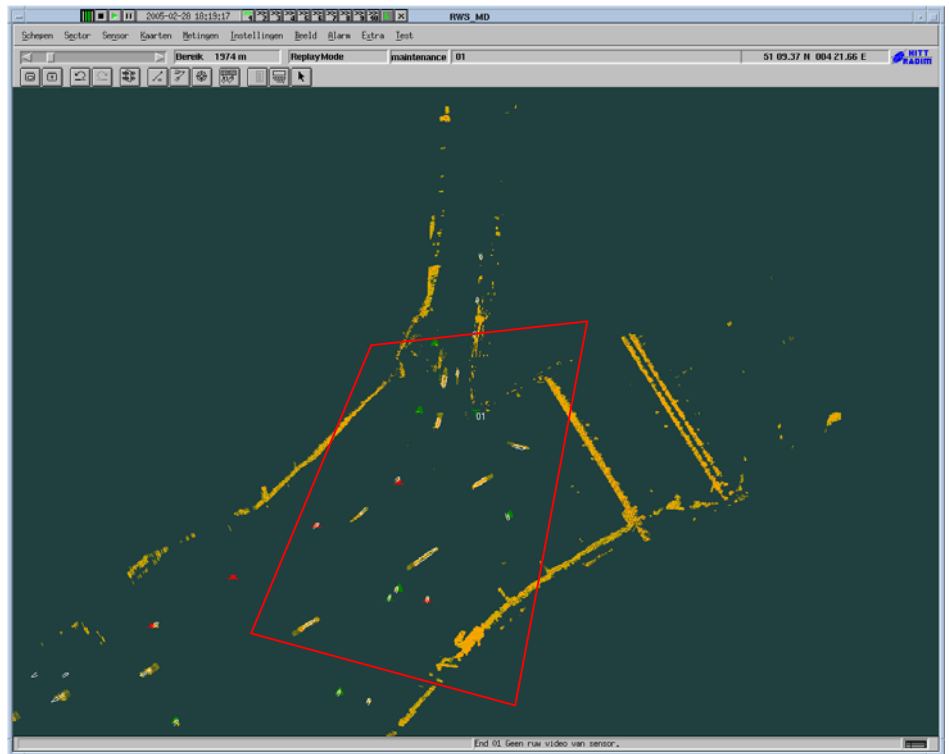 2005-02-28 18:19:17
RWS_MD
Schepen Sector Sensor Kaarten Metingen Instellingen Beeld Alarm Extra Test
Bereik 1974 m ReplayMode maintenance 01 51 09.37 N 004 21.66 E HITT
RADIM
01
End 01 Geen ruw video van sensor.